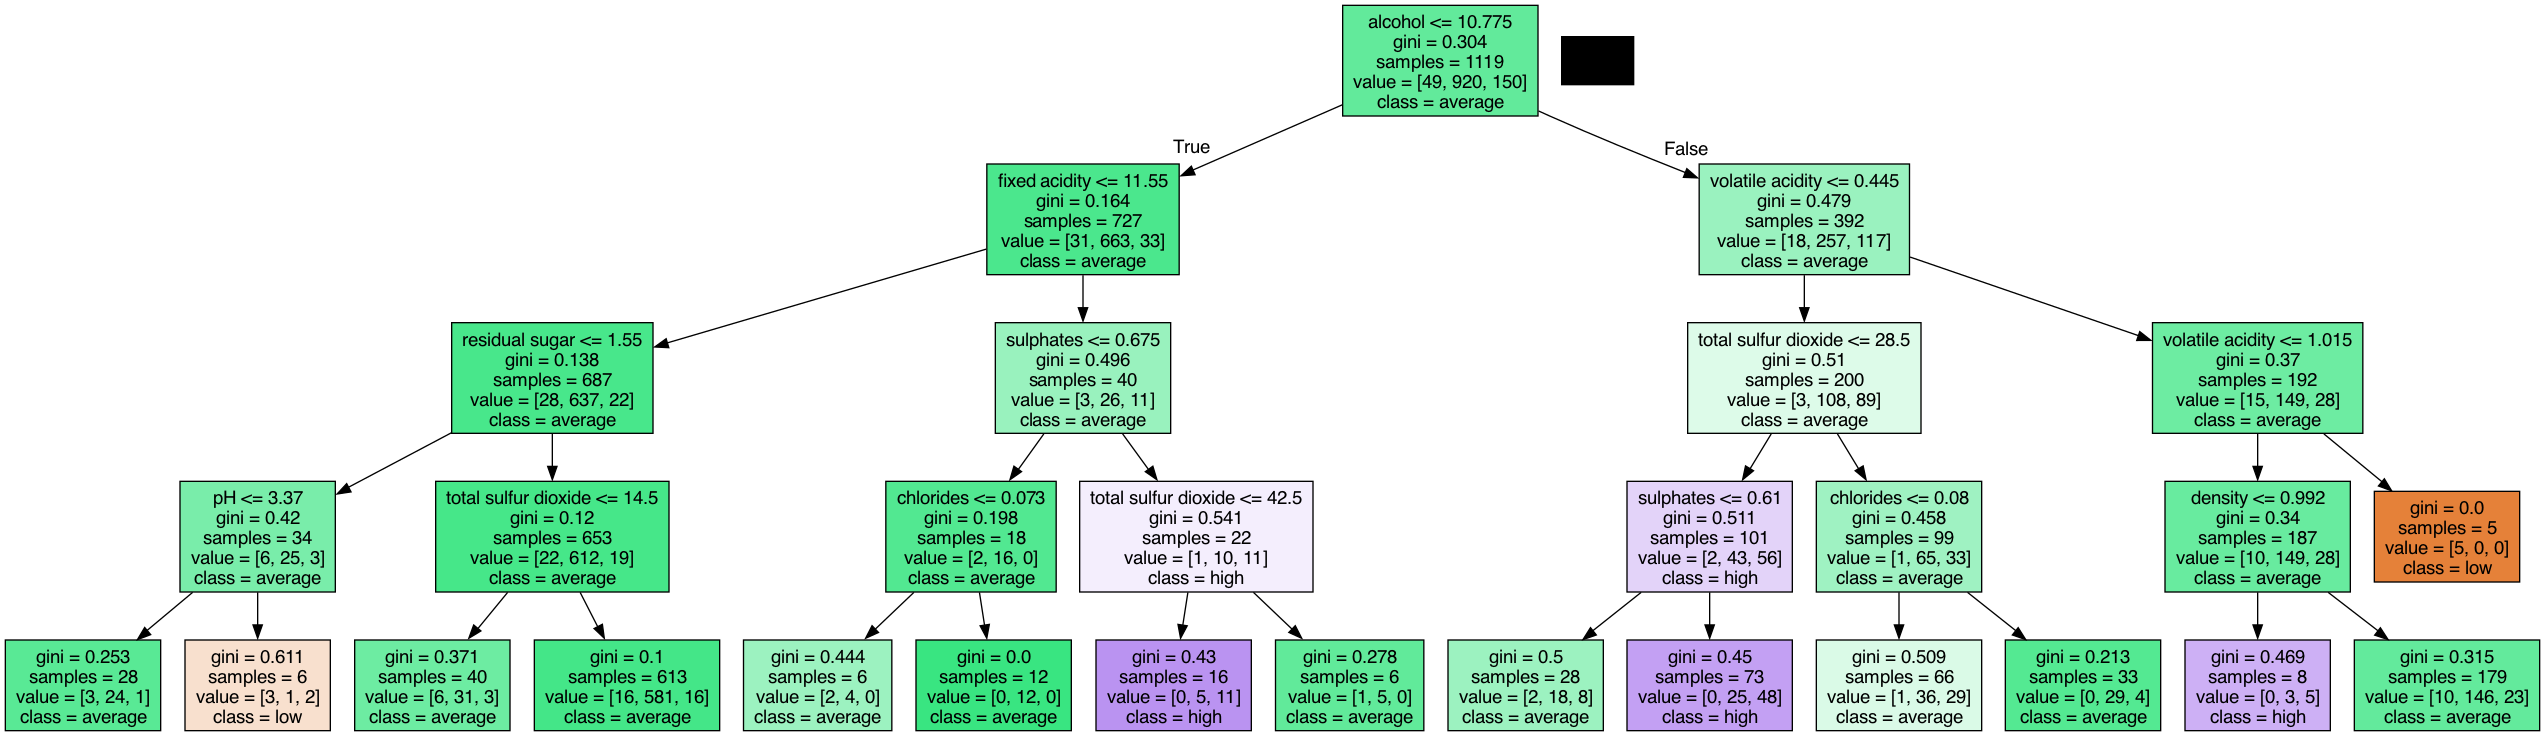 alcohol <= 10.775
gini = 0.304
samples = 1119
value = [49, 920, 150]
class = average
True
False
fixed acidity <= 11.55
gini = 0.164
samples = 727
value = [31, 663, 33]
class = average
volatile acidity <= 0.445
gini = 0.479
samples = 392
value = [18, 257, 117]
class = average
residual sugar <= 1.55
gini = 0.138
samples = 687
value = [28, 637, 22]
class = average
sulphates <= 0.675
gini = 0.496
samples = 40
value = [3, 26, 11]
class = average
total sulfur dioxide <= 28.5
gini = 0.51
samples = 200
value = [3, 108, 89]
class = average
volatile acidity <= 1.015
gini = 0.37
samples = 192
value = [15, 149, 28]
class = average
pH <= 3.37
gini = 0.42
samples = 34
value = [6, 25, 3]
class = average
total sulfur dioxide <= 14.5
gini = 0.12
samples = 653
value = [22, 612, 19]
class = average
chlorides <= 0.073
gini = 0.198
samples = 18
value = [2, 16, 0]
class = average
total sulfur dioxide <= 42.5
gini = 0.541
samples = 22
value = [1, 10, 11]
class = high
sulphates <= 0.61
gini = 0.511
samples = 101
value = [2, 43, 56]
class = high
chlorides <= 0.08
gini = 0.458
samples = 99
value = [1, 65, 33]
class = average
density <= 0.992
gini = 0.34
samples = 187
value = [10, 149, 28]
class = average
gini = 0.0
samples = 5
value = [5, 0, 0]
class = low
gini = 0.253
samples = 28
value = [3, 24, 1]
class = average
gini = 0.611
samples = 6
value = [3, 1, 2]
class = low
gini = 0.371
samples = 40
value = [6, 31, 3]
class = average
gini = 0.1
samples = 613
value = [16, 581, 16]
class = average
gini = 0.444
samples = 6
value = [2, 4, 0]
class = average
gini = 0.0
samples = 12
value = [0, 12, 0]
class = average
gini = 0.43
samples = 16
value = [0, 5, 11]
class = high
gini = 0.278
samples = 6
value = [1, 5, 0]
class = average
gini = 0.5
samples = 28
value = [2, 18, 8]
class = average
gini = 0.45
samples = 73
value = [0, 25, 48]
class = high
gini = 0.509
samples = 66
value = [1, 36, 29]
class = average
gini = 0.213
samples = 33
value = [0, 29, 4]
class = average
gini = 0.469
samples = 8
value = [0, 3, 5]
class = high
gini = 0.315
samples = 179
value = [10, 146, 23]
class = average